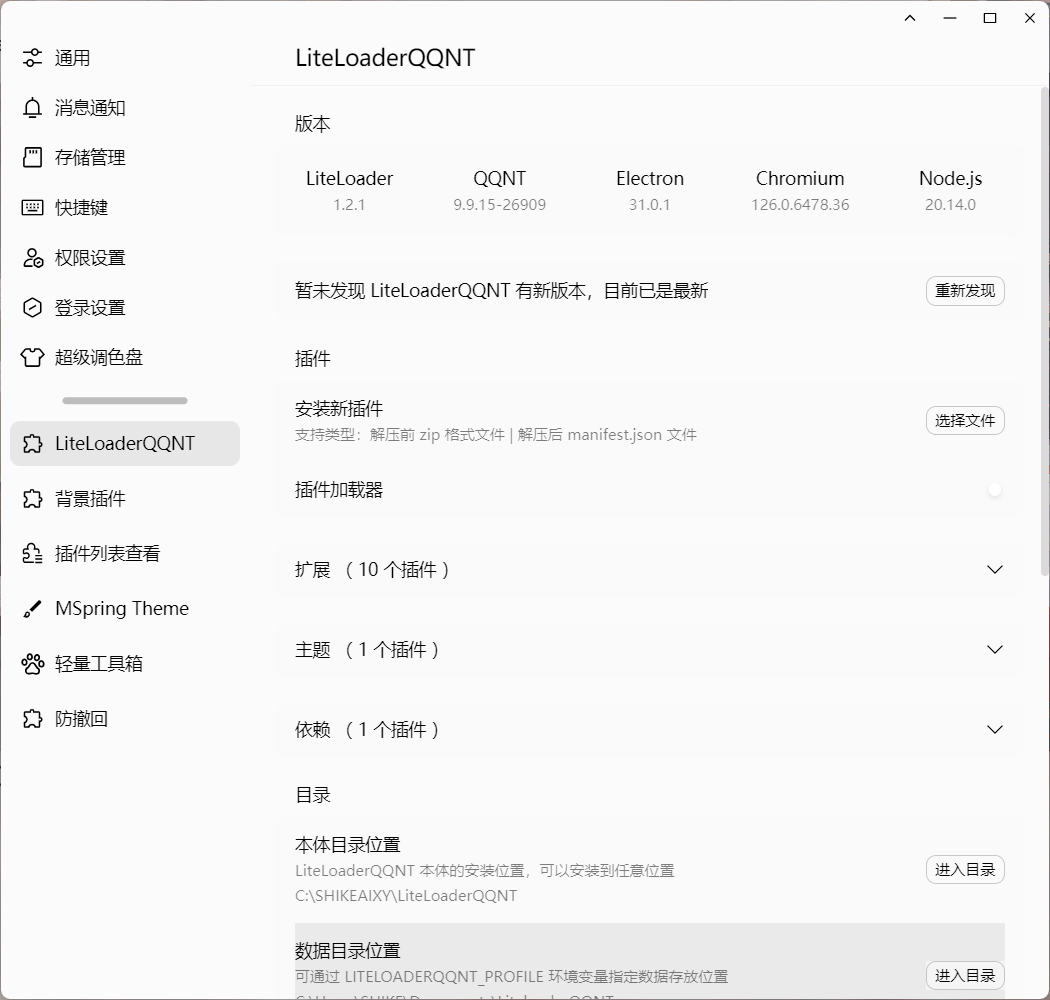 通用
消息通知
存储管理
快捷键
权限设置
登录设置
超级调色盘
LiteLoaderQQNT
背景插件
插件列表查看
MSpring Theme
轻量工具箱
防撤回
LiteLoaderQQNT
版本
LiteLoader QQNT Electron Chromium Node.js
1.2.1 9.9.15-26909 31.0.1 126.0.6478.36 20.14.0
暂未发现 LiteLoaderQQNT 有新版本，目前已是最新 重新发现
插件
安装新插件
支持类型：解压前 zip 格式文件 | 解压后 manifest.json 文件
选择文件
插件加载器
扩展 （ 10 个插件 ）
主题 （ 1 个插件 ）
依赖 （ 1 个插件 ）
目录
本体目录位置
LiteLoaderQQNT 本体的安装位置，可以安装到任意位置
C:\SHIKEAIXY\LiteLoaderQQNT
进入目录
数据目录位置
可通过 LITELOADERQQNT_PROFILE 环境变量指定数据存放位置
进入目录